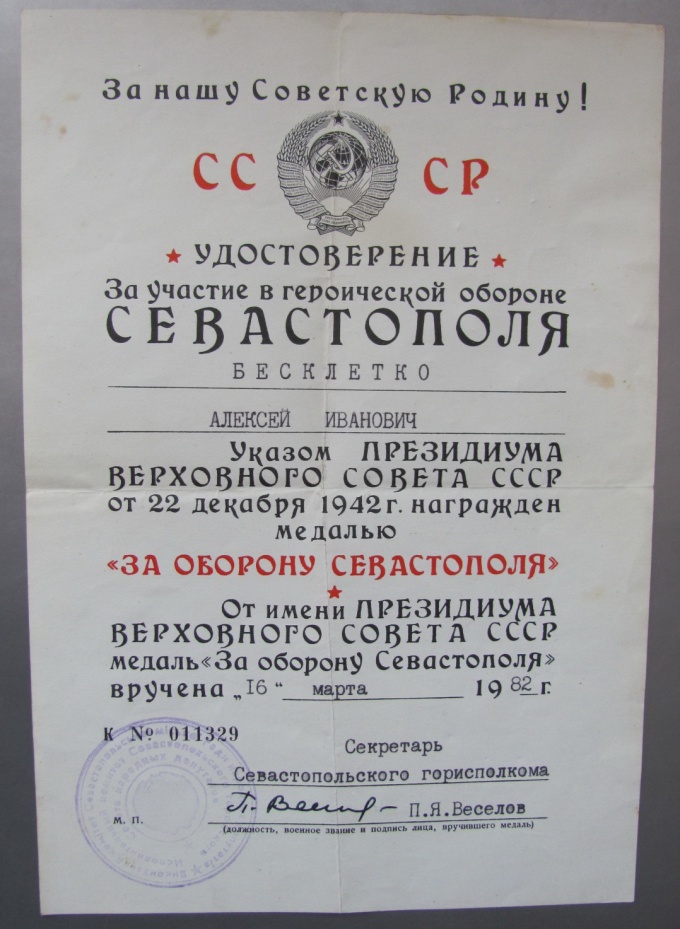 За нашу Советскую Родину!
СССР
УДОСТОВЕРЕНИЕ
За участие в героической обороне
СЕВАСТОПОЛЯ
БЕСКЛЕТКО
АЛЕКСЕЙ ИВАНОВИЧ
Указом ПРЕЗИДИУМА
ВЕРХОВНОГО СОВЕТА СССР
от 22 декабря 1942 г. награжден
медалью
«ЗА ОБОРОНУ СЕВАСТОПОЛЯ»
От имени ПРЕЗИДИУМА
ВЕРХОВНОГО СОВЕТА СССР
медаль «За оборону Севастополя»
вручена „16“ марта 1982 г.
К № 011329
Секретарь
Севастопольского горисполкома
П.Я.Веселов
М. П.
(должность, военное звание и подпись лица, вручившего медаль)